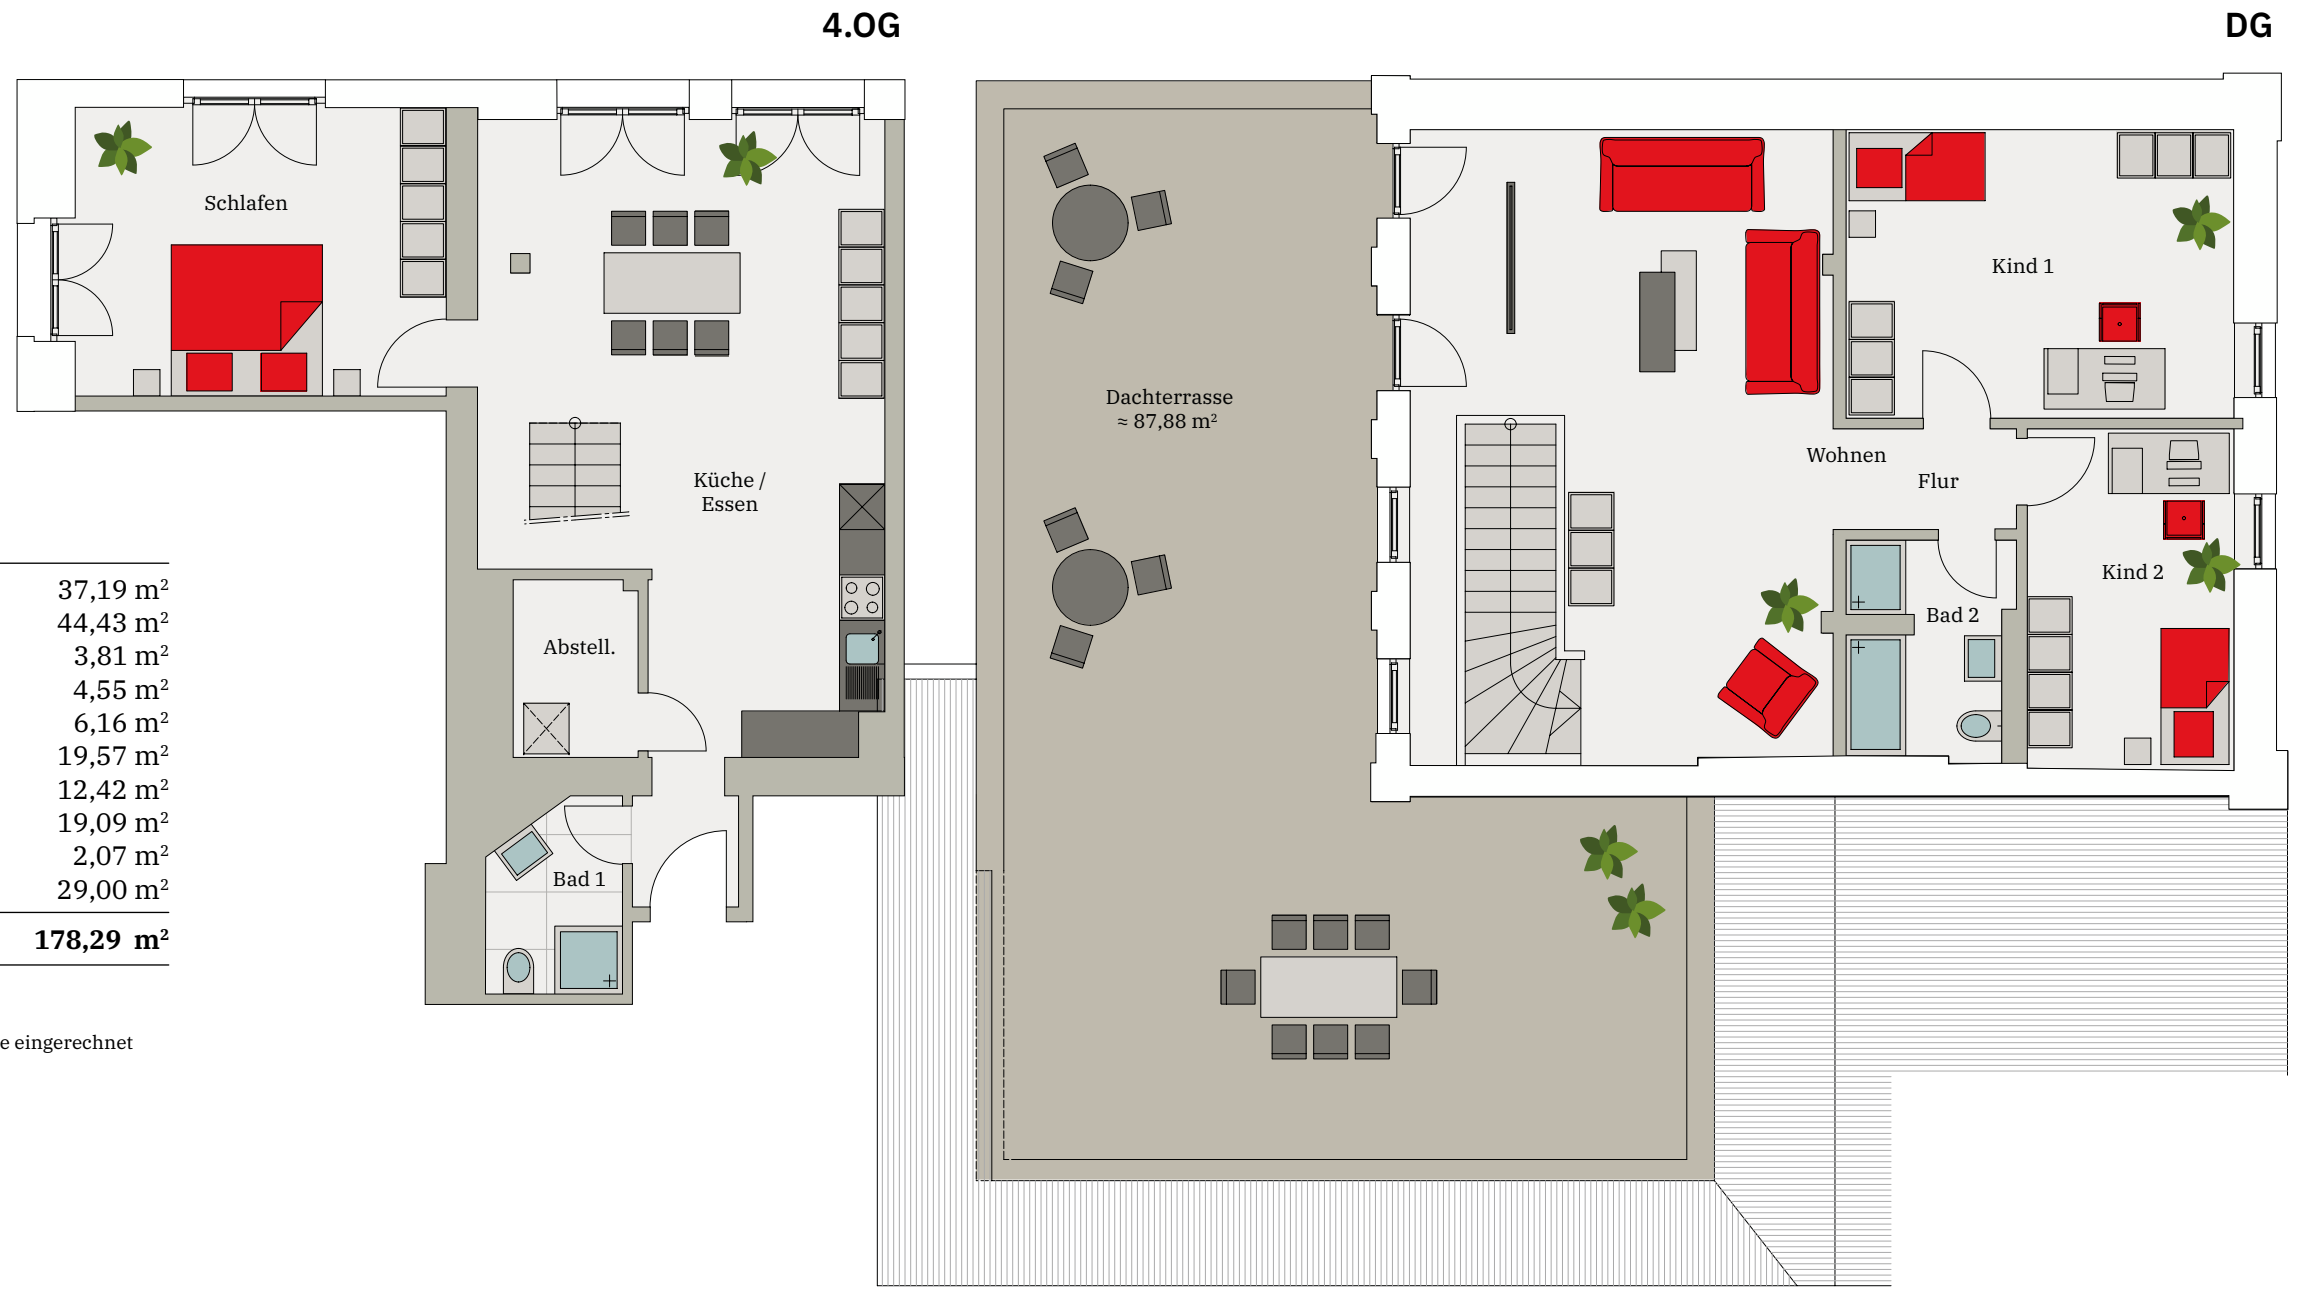 4.OG
DG
Schlafen
Küche /
Essen
Abstell.
Bad 1
Dachterrasse
≈ 87,88 m²
Wohnen
Flur
Kind 1
Kind 2
Bad 2
37,19 m²
44,43 m²
3,81 m²
4,55 m²
6,16 m²
19,57 m²
12,42 m²
19,09 m²
2,07 m²
29,00 m²
178,29 m²
e eingerechnet